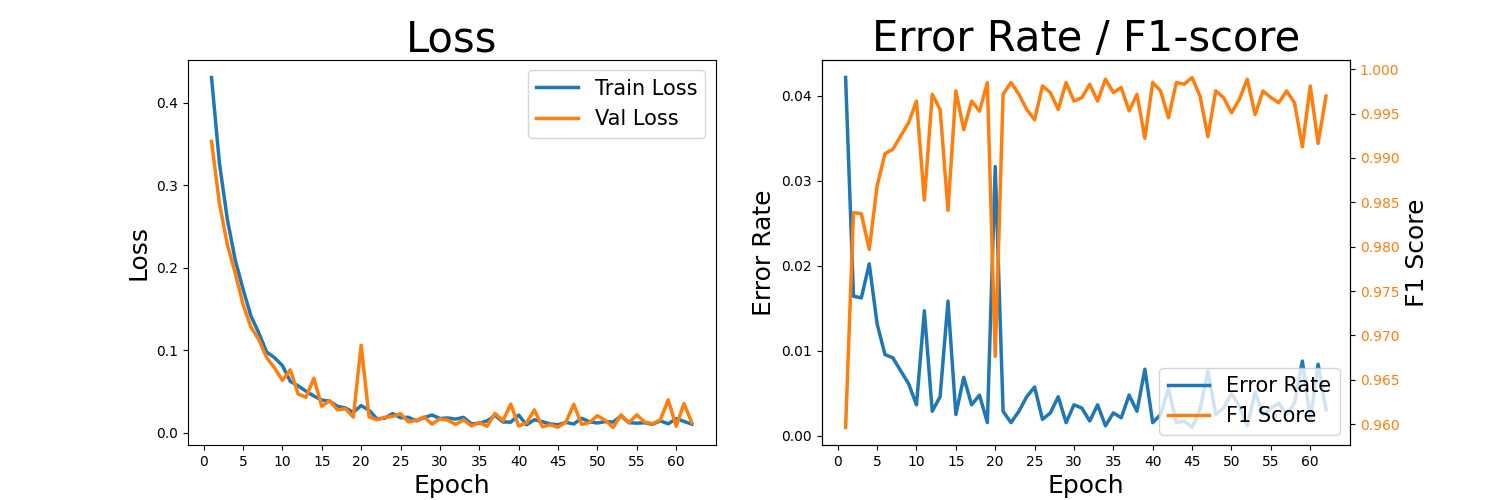 Loss
Train Loss
Val Loss
0.4
0.3
0.2
0.1
0.0
Loss
0 5 10 15 20 25 30 35 40 45 50 55 60
Epoch
Error Rate / F1-score
0.04
0.03
0.02
0.01
0.00
Error Rate
1.000
0.995
0.990
0.985
0.980
0.975
0.970
0.965
0.960
F1 Score
Error Rate
F1 Score
0 5 10 15 20 25 30 35 40 45 50 55 60
Epoch